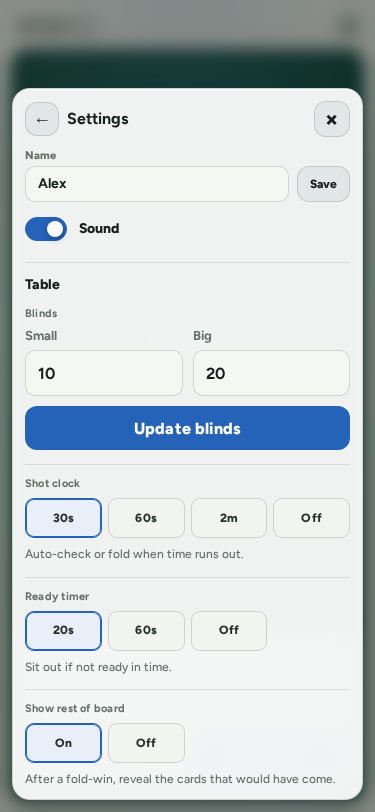 ← Settings ×
Name
Alex Save
Sound
Table
Blinds
Small Big
10 20
Update blinds
Shot clock
30s 60s 2m Off
Auto-check or fold when time runs out.
Ready timer
20s 60s Off
Sit out if not ready in time.
Show rest of board
On Off
After a fold-win, reveal the cards that would have come.